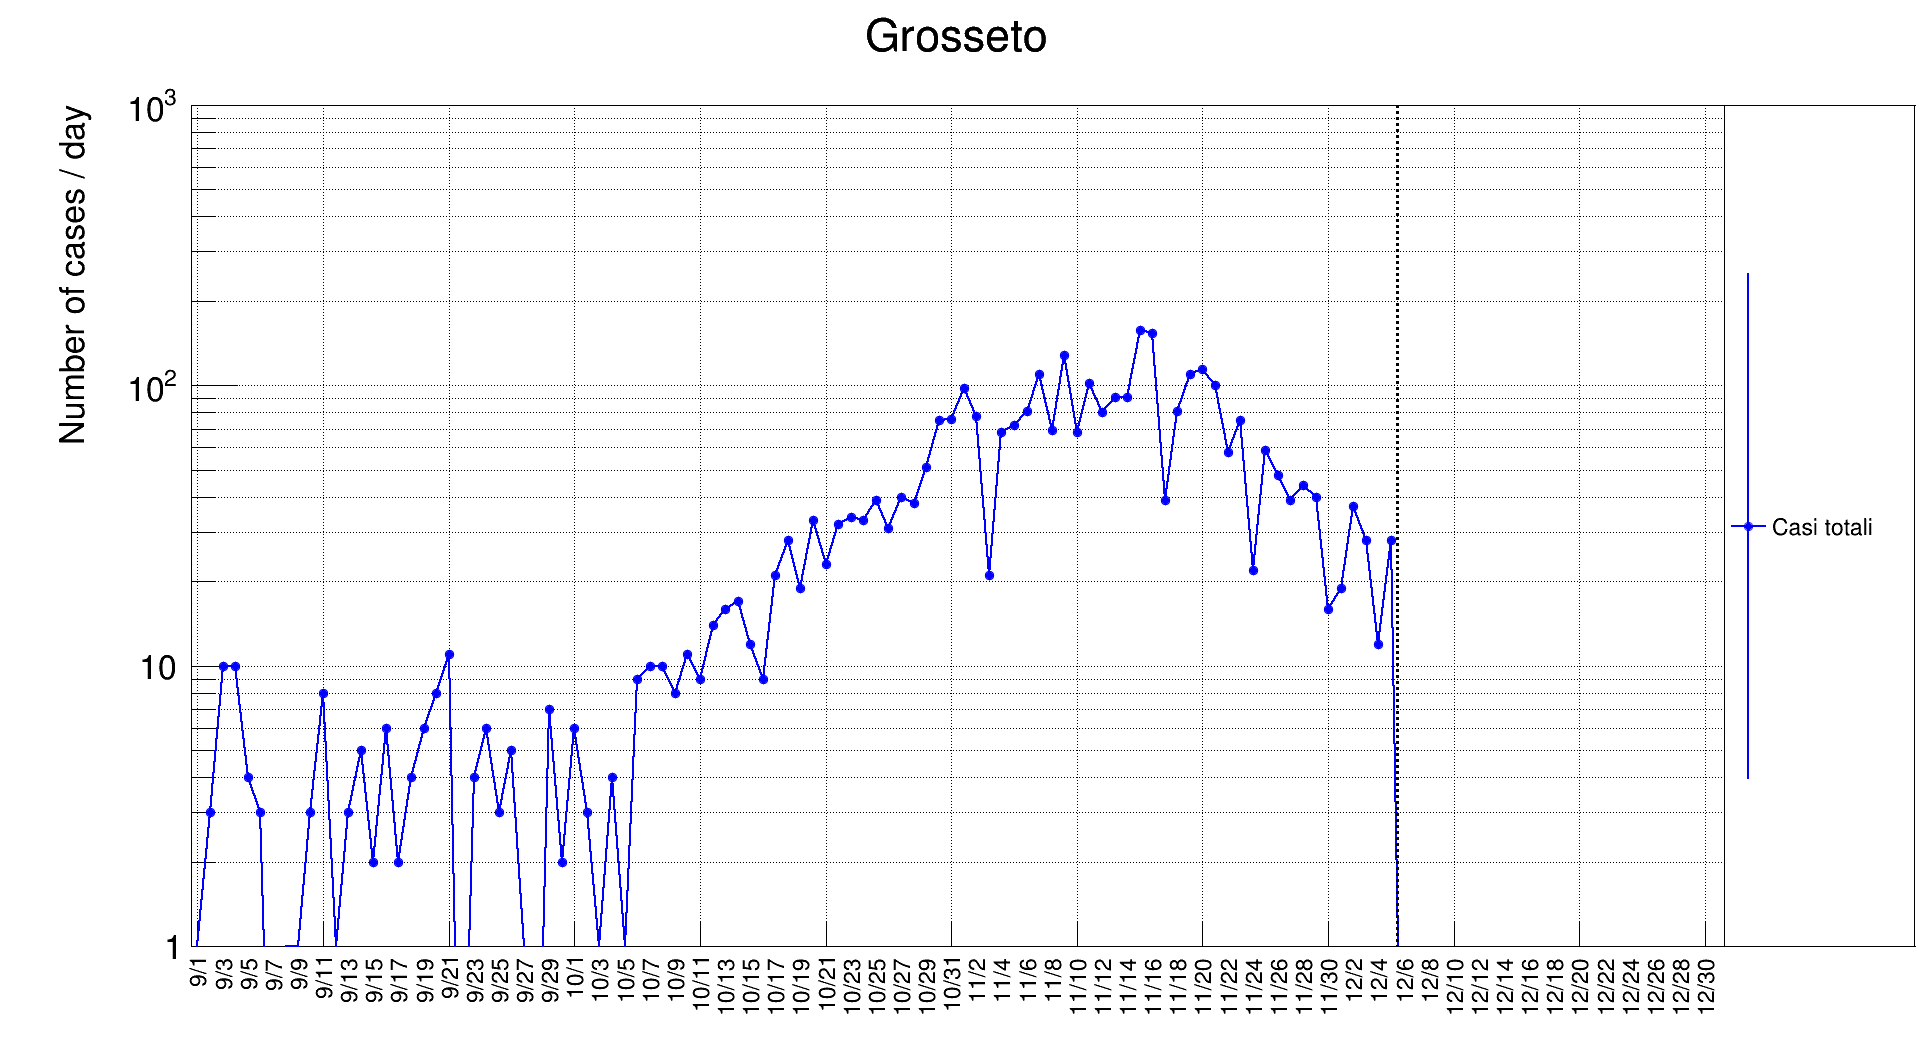 Grosseto
Number of cases / day
10³
10²
10
1
9/1 9/3 9/5 9/7 9/9 9/11 9/13 9/15 9/17 9/19 9/21 9/23 9/25 9/27 9/29 10/1 10/3 10/5 10/7 10/9 10/11 10/13 10/15 10/17 10/19 10/21 10/23 10/25 10/27 10/29 10/31 11/2 11/4 11/6 11/8 11/10 11/12 11/14 11/16 11/18 11/20 11/22 11/24 11/26 11/28 11/30 12/2 12/4 12/6 12/8 12/10 12/12 12/14 12/16 12/18 12/20 12/22 12/24 12/26 12/28 12/30
Casi totali